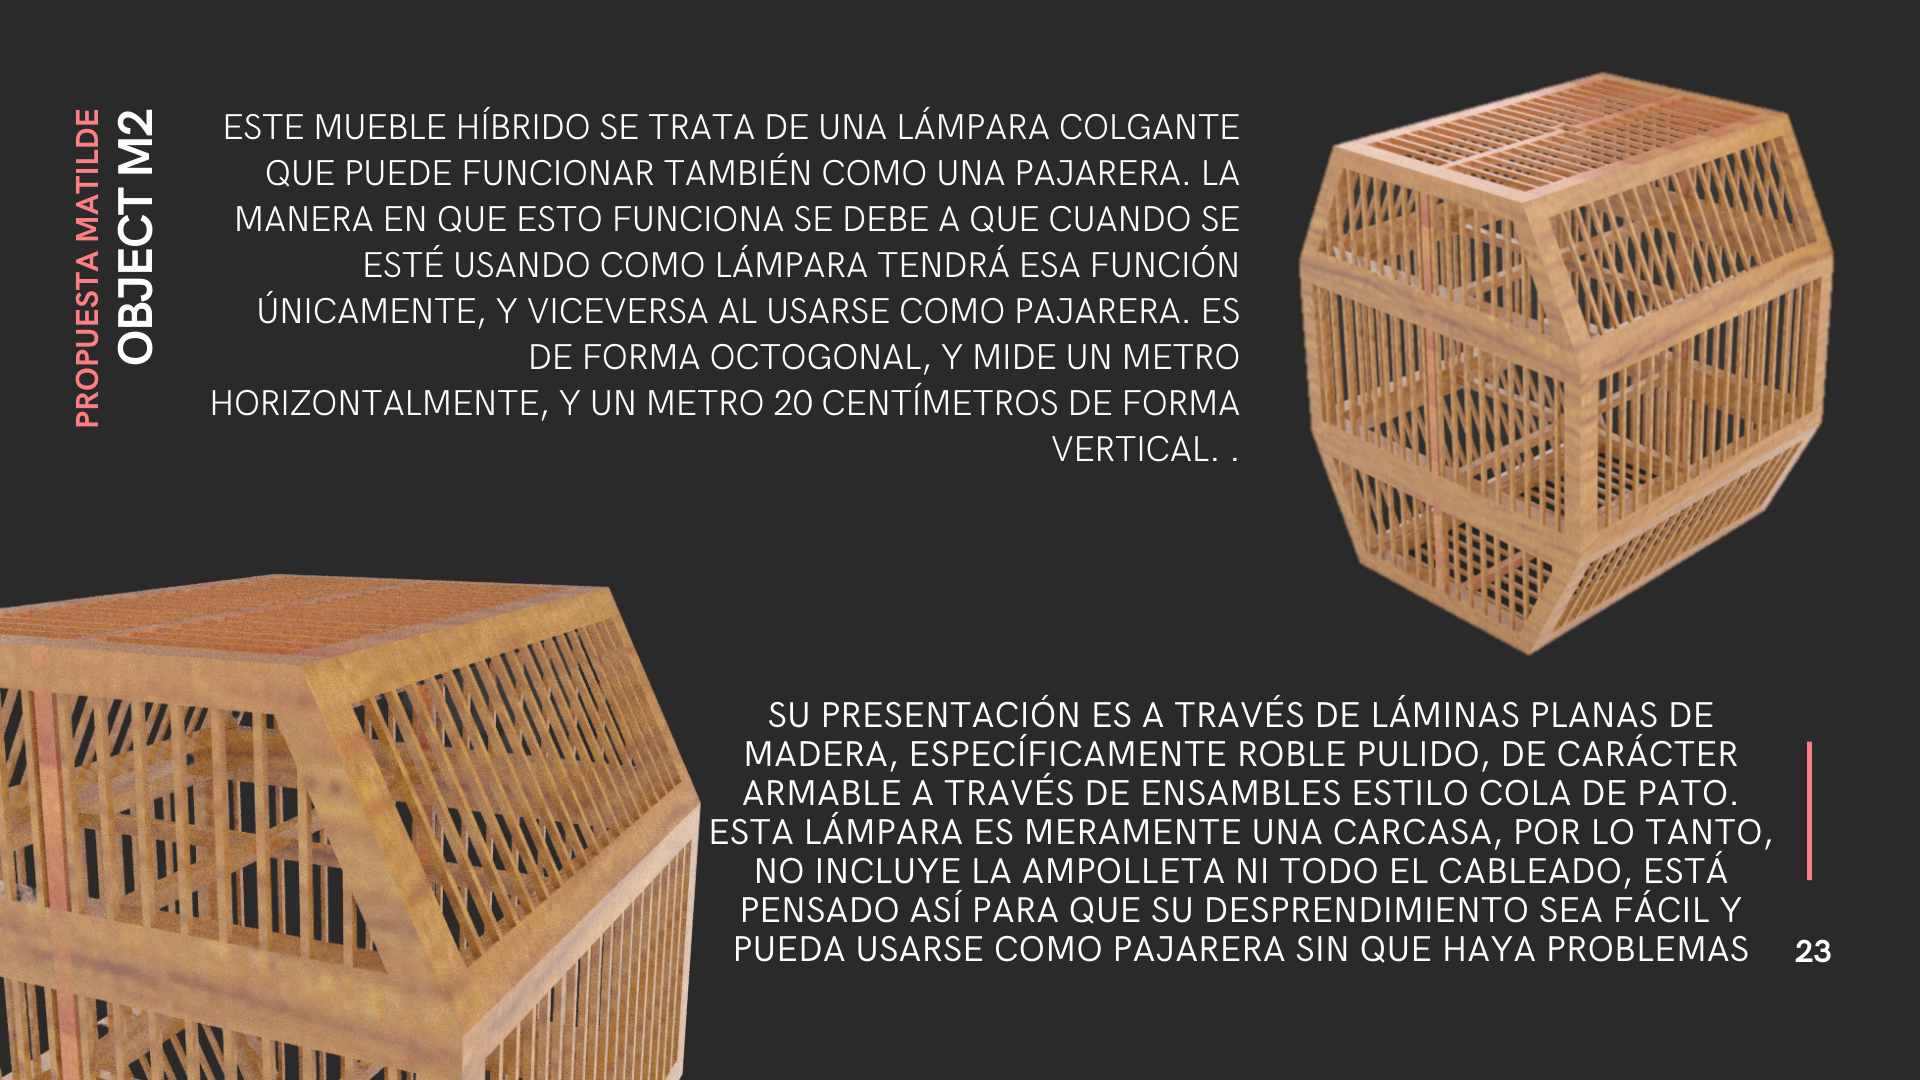 PROPUESTA MATILDE
OBJECT M2
ESTE MUEBLE HÍBRIDO SE TRATA DE UNA LÁMPARA COLGANTE
QUE PUEDE FUNCIONAR TAMBIÉN COMO UNA PAJARERA. LA
MANERA EN QUE ESTO FUNCIONA SE DEBE A QUE CUANDO SE
ESTÉ USANDO COMO LÁMPARA TENDRÁ ESA FUNCIÓN
ÚNICAMENTE, Y VICEVERSA AL USARSE COMO PAJARERA. ES
DE FORMA OCTOGONAL, Y MIDE UN METRO
HORIZONTALMENTE, Y UN METRO 20 CENTÍMETROS DE FORMA
VERTICAL. .
SU PRESENTACIÓN ES A TRAVÉS DE LÁMINAS PLANAS DE
MADERA, ESPECÍFICAMENTE ROBLE PULIDO, DE CARÁCTER
ARMABLE A TRAVÉS DE ENSAMBLES ESTILO COLA DE PATO.
ESTA LÁMPARA ES MERAMENTE UNA CARCASA, POR LO TANTO,
NO INCLUYE LA AMPOLLETA NI TODO EL CABLEADO, ESTÁ
PENSADO ASÍ PARA QUE SU DESPRENDIMIENTO SEA FÁCIL Y
PUEDA USARSE COMO PAJARERA SIN QUE HAYA PROBLEMAS
23